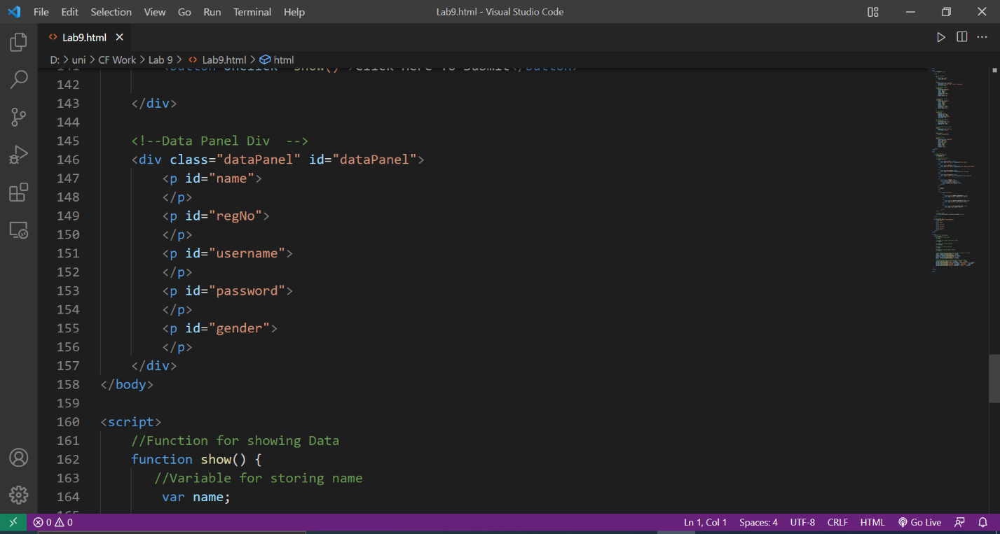 File Edit Selection View Go Run Terminal Help Lab9.html - Visual Studio Code
Lab9.html
D: > uni > CF Work > Lab 9 > Lab9.html > html
141 <button onclick="show()">Click Here To Submit</button>
142
143 </div>
144
145 <!--Data Panel Div  -->
146 <div class="dataPanel" id="dataPanel">
147 <p id="name">
148 </p>
149 <p id="regNo">
150 </p>
151 <p id="username">
152 </p>
153 <p id="password">
154 </p>
155 <p id="gender">
156 </p>
157 </div>
158 </body>
159
160 <script>
161 //Function for showing Data
162 function show() {
163 //Variable for storing name
164 var name;
165
0 0 Ln 1, Col 1 Spaces: 4 UTF-8 CRLF HTML Go Live